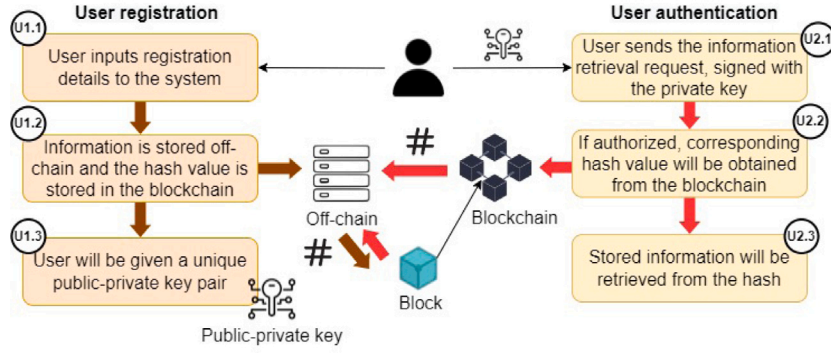 User registration
User authentication
U1.1
User inputs registration
details to the system
U2.1
User sends the information
retrieval request, signed with
the private key
U1.2
Information is stored off-
chain and the hash value is
stored in the blockchain
#
U2.2
If authorized, corresponding
hash value will be obtained
from the blockchain
Off-chain
Blockchain
U1.3
User will be given a unique
public-private key pair
#
Block
U2.3
Stored information will be
retrieved from the hash
Public-private key